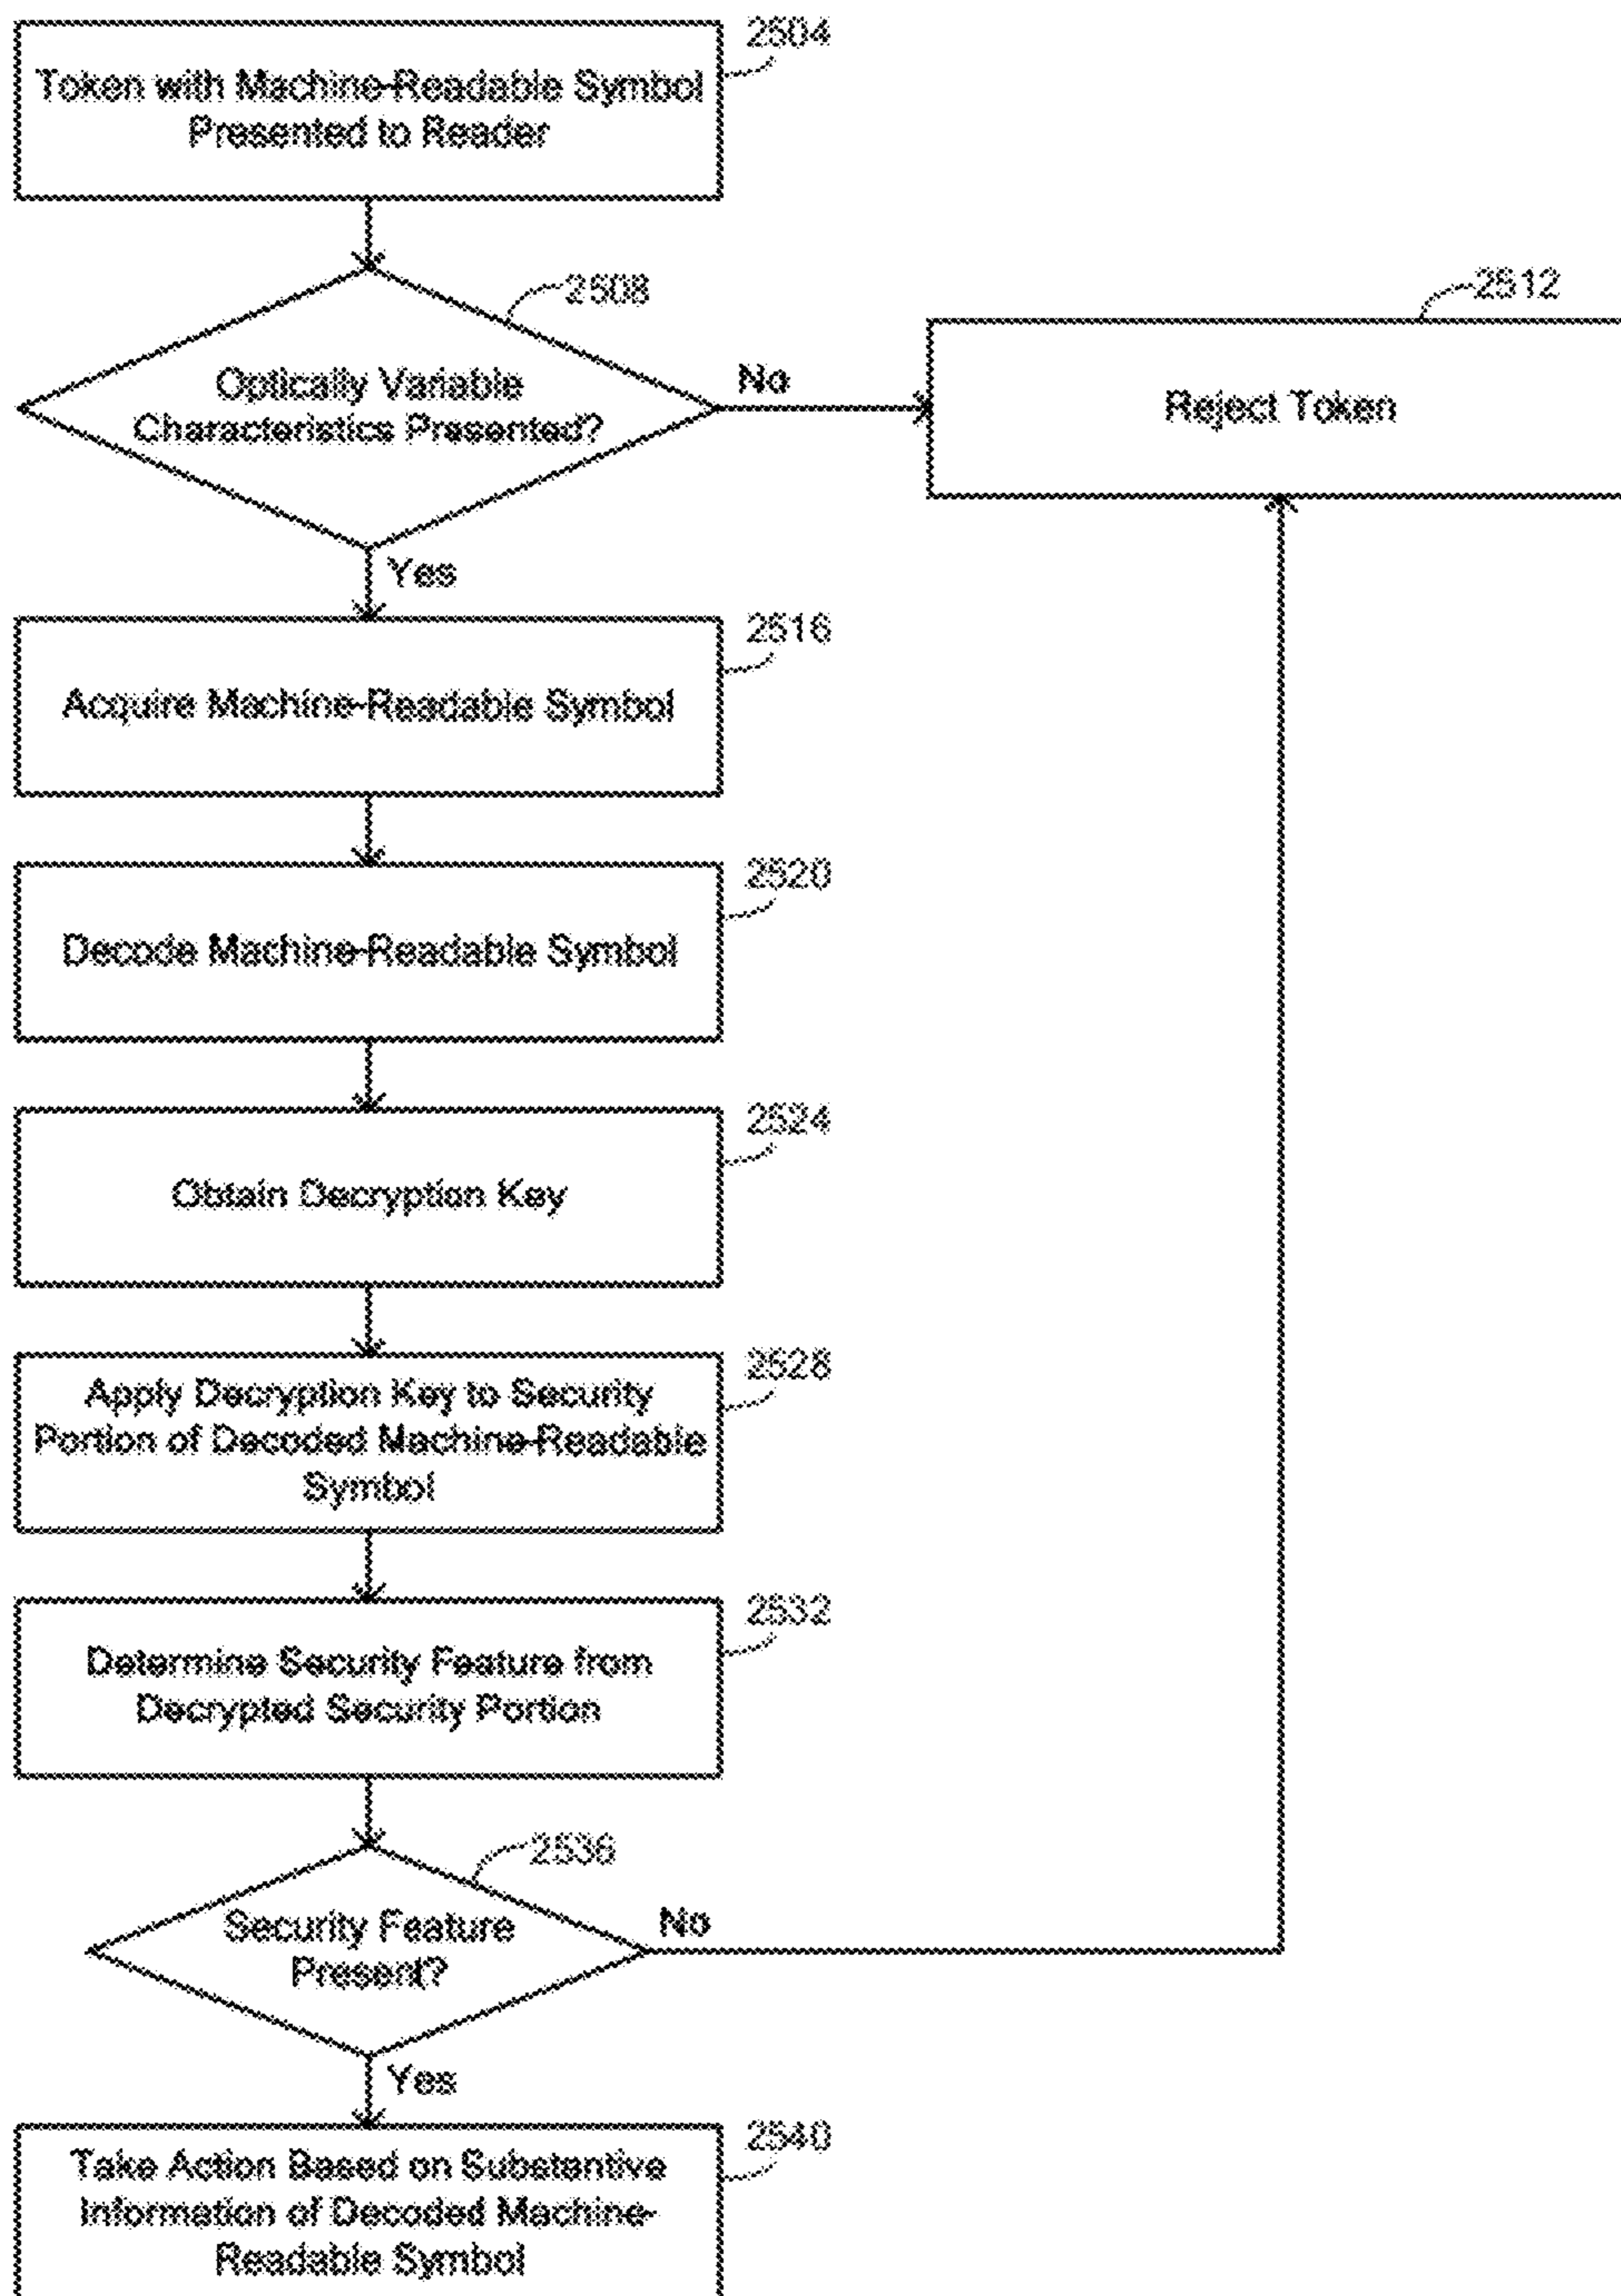 2504
Token with Machine-Readable Symbol
Presented to Reader
2508
Optically Variable
Characteristics Presented?
No
2512
Reject Token
Yes
2516
Acquire Machine-Readable Symbol
2520
Decode Machine-Readable Symbol
2524
Obtain Decryption Key
2528
Apply Decryption Key to Security
Portion of Decoded Machine-Readable
Symbol
2532
Determine Security Feature from
Decrypted Security Portion
2536
Security Feature
Present?
No
Yes
2540
Take Action Based on Substantive
Information of Decoded Machine-
Readable Symbol